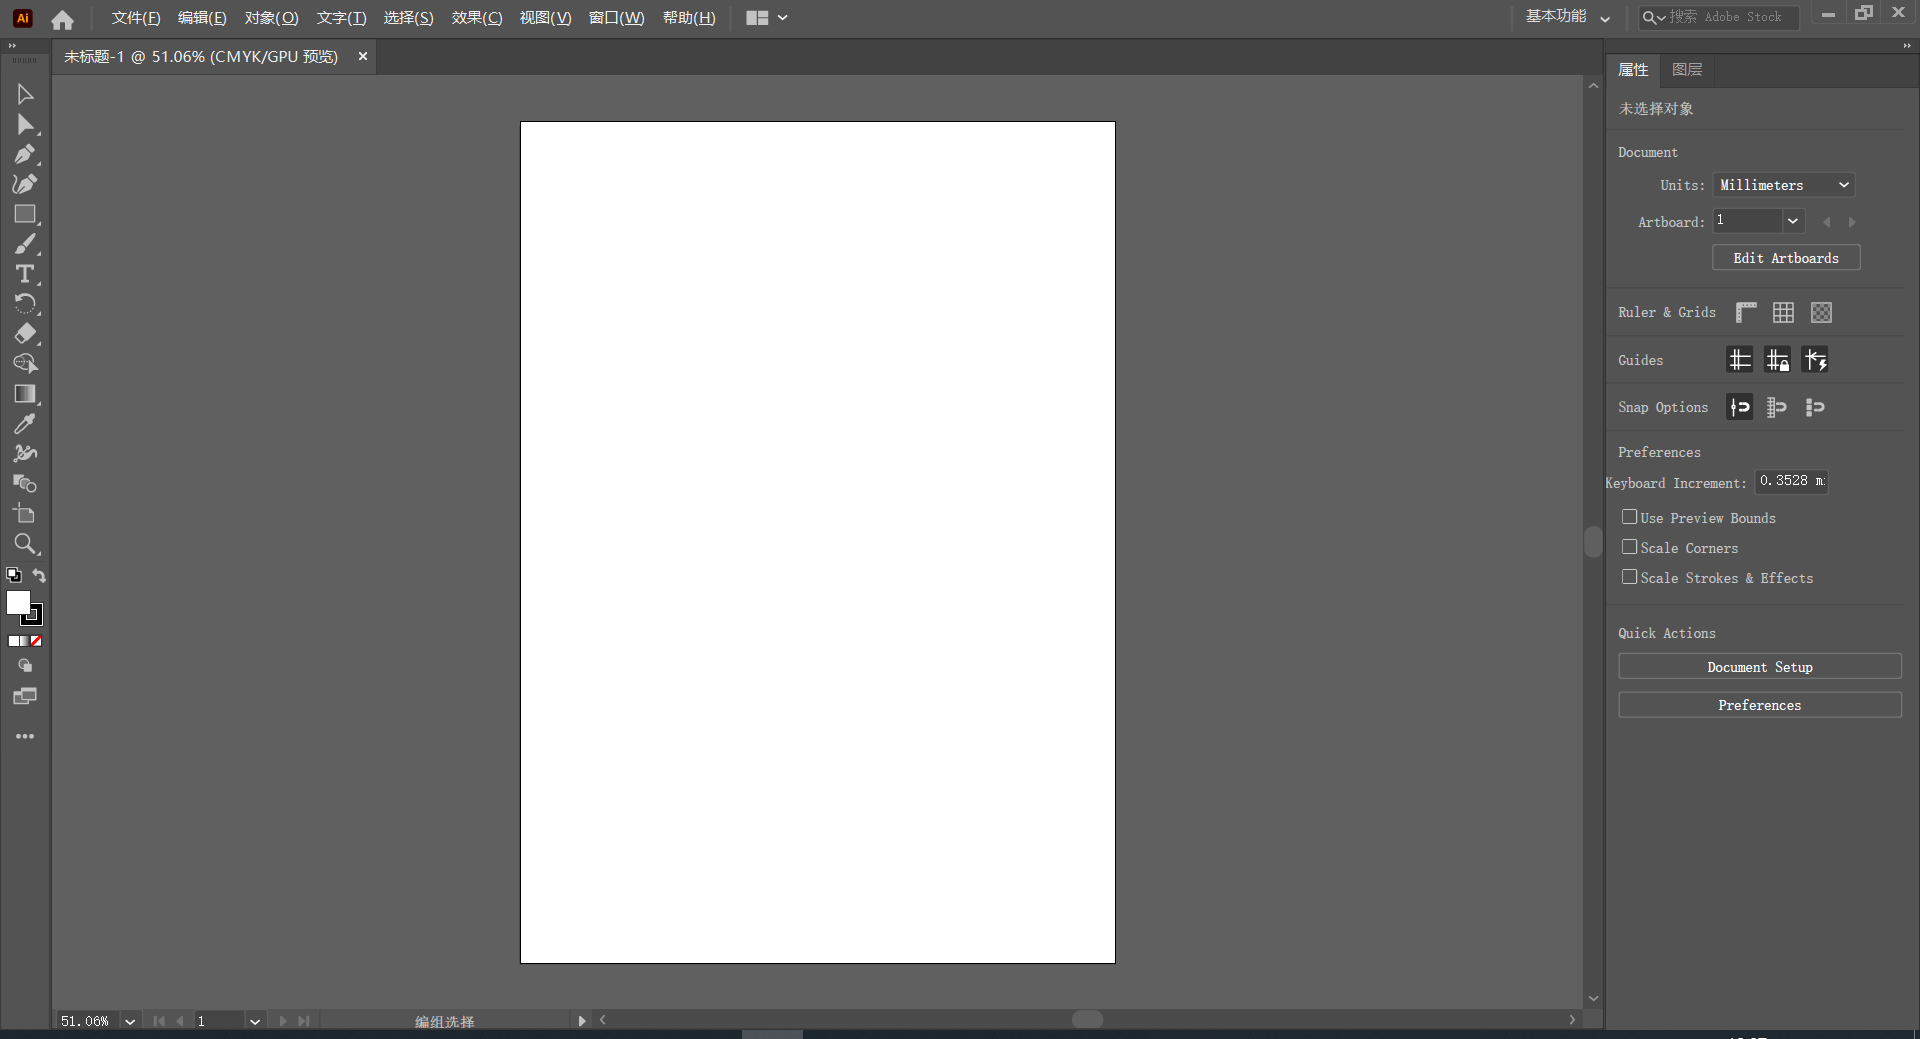 Ai 文件(F) 编辑(E) 对象(O) 文字(T) 选择(S) 效果(C) 视图(V) 窗口(W) 帮助(H) 基本功能 搜索 Adobe Stock
未标题-1 @ 51.06% (CMYK/GPU 预览)
属性 图层
未选择对象
Document
Units: Millimeters
Artboard: 1
Edit Artboards
Ruler & Grids
Guides
Snap Options
Preferences
Keyboard Increment: 0.3528 m
Use Preview Bounds
Scale Corners
Scale Strokes & Effects
Quick Actions
Document Setup
Preferences
51.06% 1 编组选择